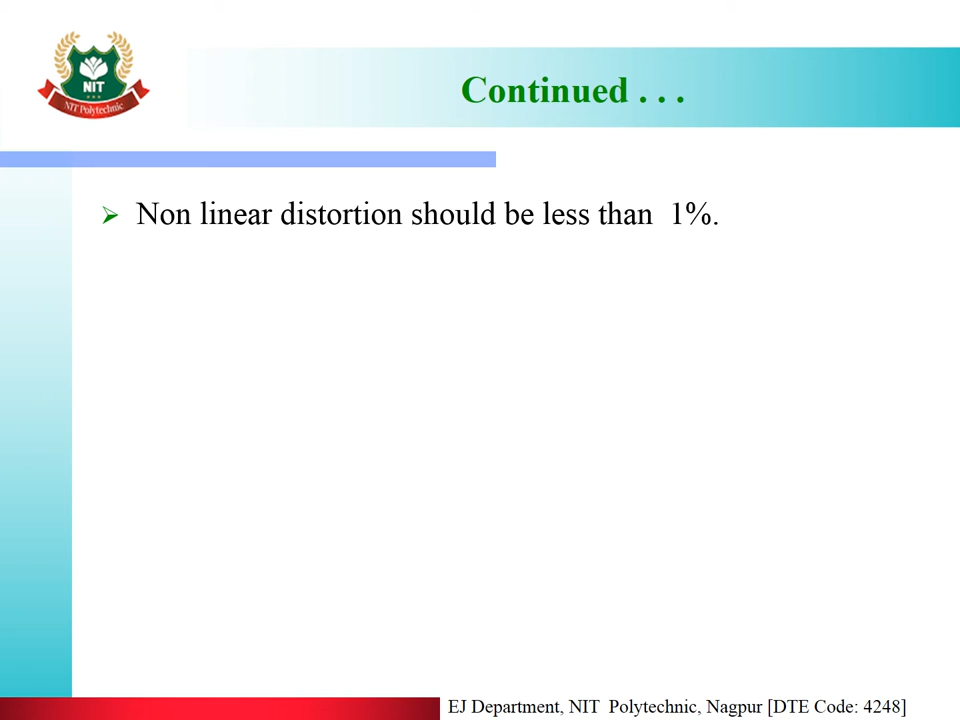 NIT
NIT Polytechnic
Continued . . .
Non linear distortion should be less than 1%.
EJ Department, NIT Polytechnic, Nagpur [DTE Code: 4248]